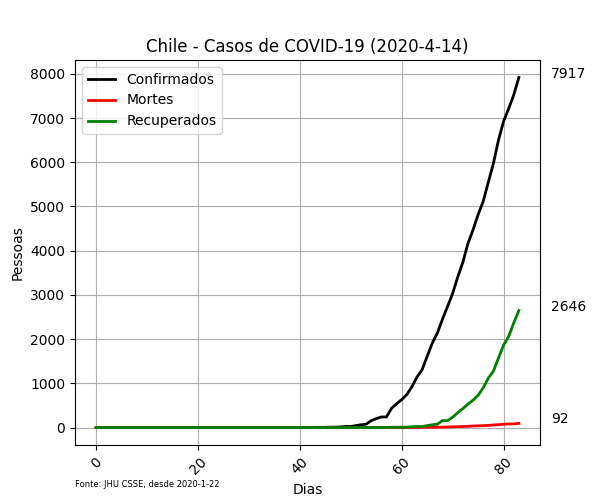 Chile - Casos de COVID-19 (2020-4-14)
Confirmados
Mortes
Recuperados
8000
7000
6000
5000
4000
3000
2000
1000
0
Pessoas
7917
2646
92
0
20
40
60
80
Dias
Fonte: JHU CSSE, desde 2020-1-22